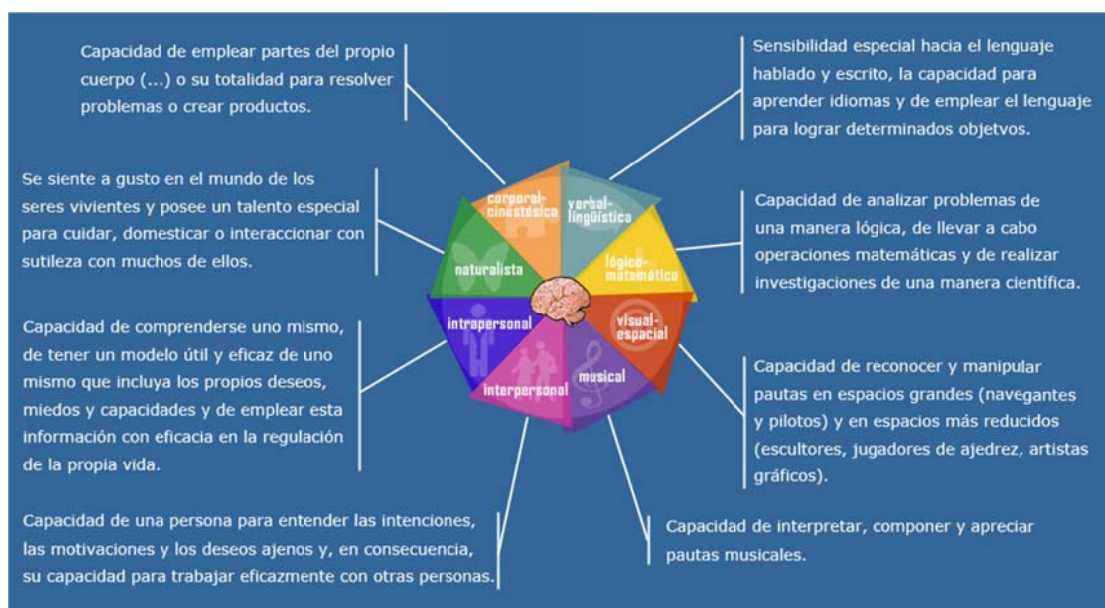 Capacidad de emplear partes del propio
cuerpo (...) o su totalidad para resolver
problemas o crear productos.
Sensibilidad especial hacia el lenguaje
hablado y escrito, la capacidad para
aprender idiomas y de emplear el lenguaje
para lograr determinados objetvos.
Se siente a gusto en el mundo de los
seres vivientes y posee un talento especial
para cuidar, domesticar o interaccionar con
sutileza con muchos de ellos.
Capacidad de analizar problemas de
una manera lógica, de llevar a cabo
operaciones matemáticas y de realizar
investigaciones de una manera científica.
corporal-
cinestésica
verbal-
lingüística
naturalista
lógico-
matemática
intrapersonal
visual-
espacial
interpersonal
musical
Capacidad de comprenderse uno mismo,
de tener un modelo útil y eficaz de uno
mismo que incluya los propios deseos,
miedos y capacidades y de emplear esta
información con eficacia en la regulación
de la propia vida.
Capacidad de reconocer y manipular
pautas en espacios grandes (navegantes
y pilotos) y en espacios más reducidos
(escultores, jugadores de ajedrez, artistas
gráficos).
Capacidad de una persona para entender las intenciones,
las motivaciones y los deseos ajenos y, en consecuencia,
su capacidad para trabajar eficazmente con otras personas.
Capacidad de interpretar, componer y apreciar
pautas musicales.